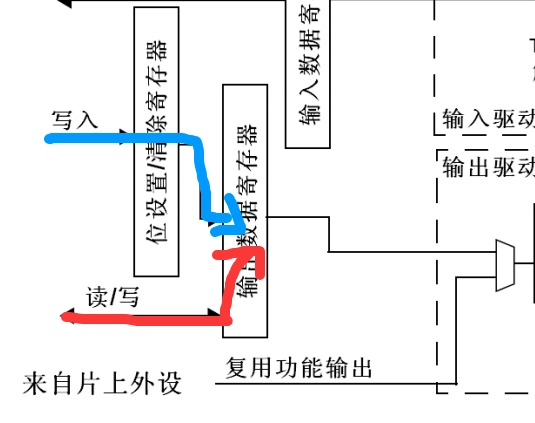 输入数据寄
位设置/清除寄存器
写入
输出数据寄存器
输入驱动
输出驱动
读/写
复用功能输出
来自片上外设